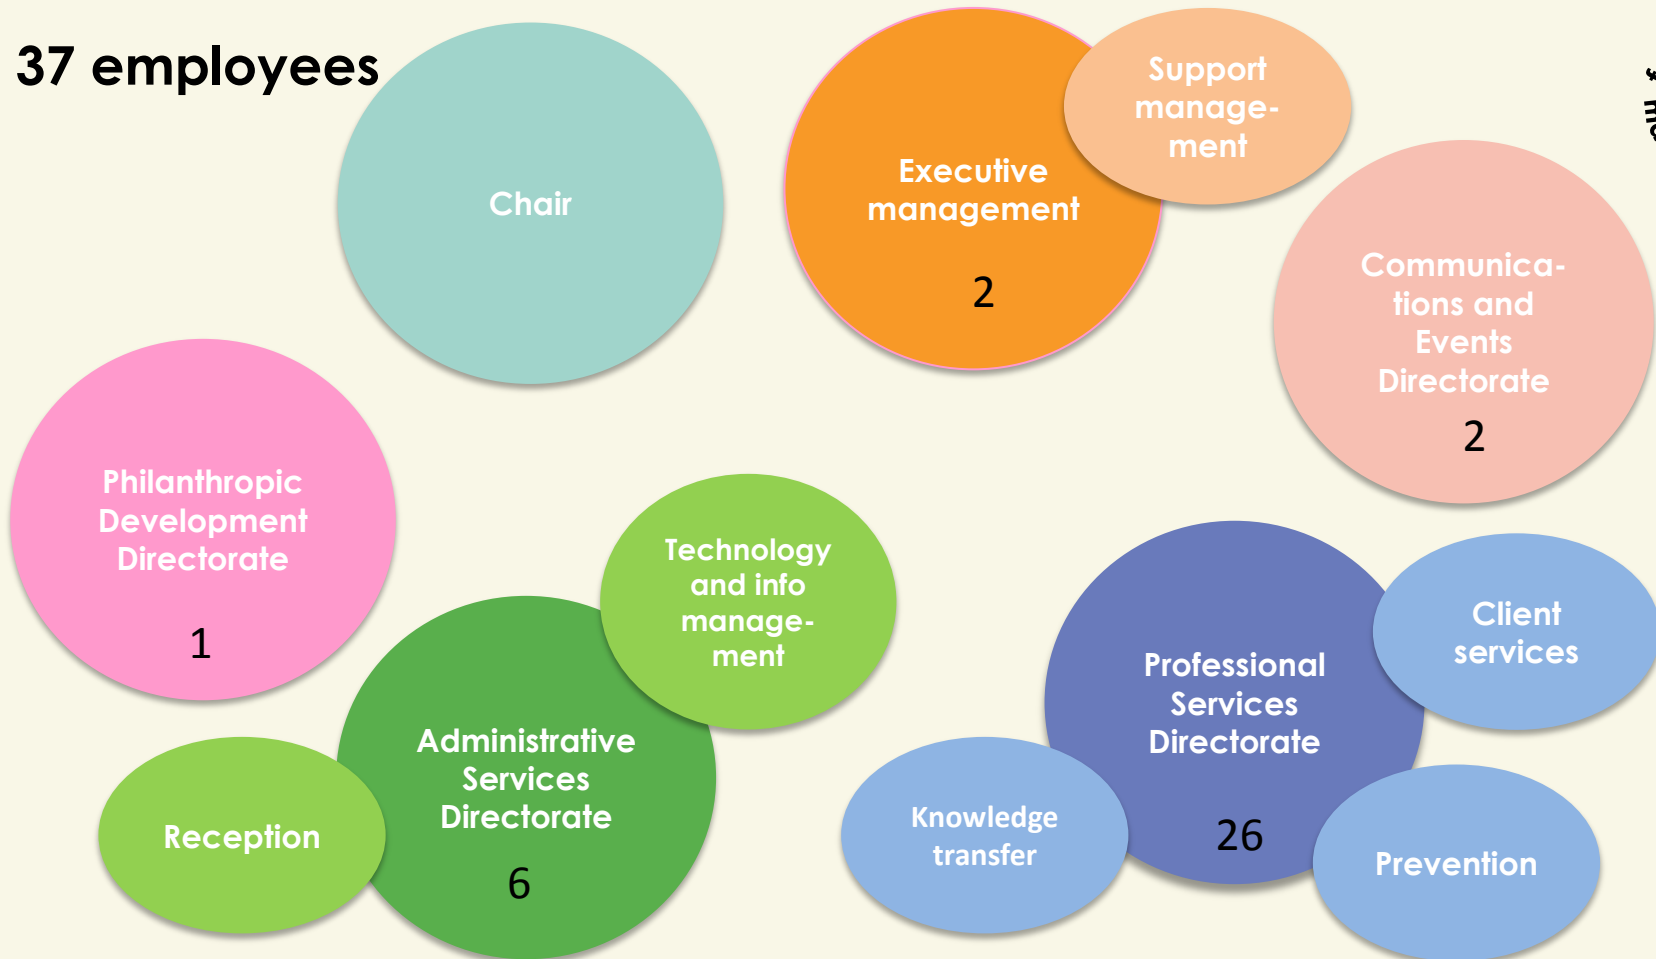 37 employees
Chair
Executive
management
2
Support
manage-
ment
Communica-
tions and
Events
Directorate
2
Philanthropic
Development
Directorate
1
Technology
and info
manage-
ment
Administrative
Services
Directorate
6
Reception
Professional
Services
Directorate
26
Client
services
Knowledge
transfer
Prevention